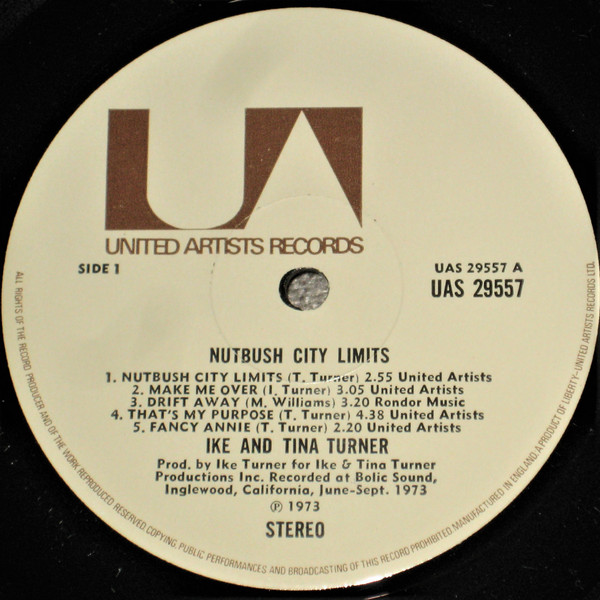 UA
UNITED ARTISTS RECORDS
SIDE 1
UAS 29557 A
UAS 29557
NUTBUSH CITY LIMITS
1. NUTBUSH CITY LIMITS (T. Turner) 2.55 United Artists
2. MAKE ME OVER (I. Turner) 3.05 United Artists
3. DRIFT AWAY (M. Williams) 3.20 Rondor Music
4. THAT'S MY PURPOSE (T. Turner) 4.38 United Artists
5. FANCY ANNIE (T. Turner) 2.20 United Artists
IKE AND TINA TURNER
Prod. by Ike Turner for Ike & Tina Turner
Productions Inc. Recorded at Bolic Sound,
Inglewood, California, June-Sept. 1973
℗ 1973
STEREO
ALL RIGHTS OF THE RECORD PRODUCER AND OF THE WORK REPRODUCED RESERVED. COPYING, PUBLIC PERFORMANCES AND BROADCASTING OF THIS RECORD PROHIBITED. MANUFACTURED IN ENGLAND. A PRODUCT OF LIBERTY-UNITED ARTISTS RECORDS LTD.